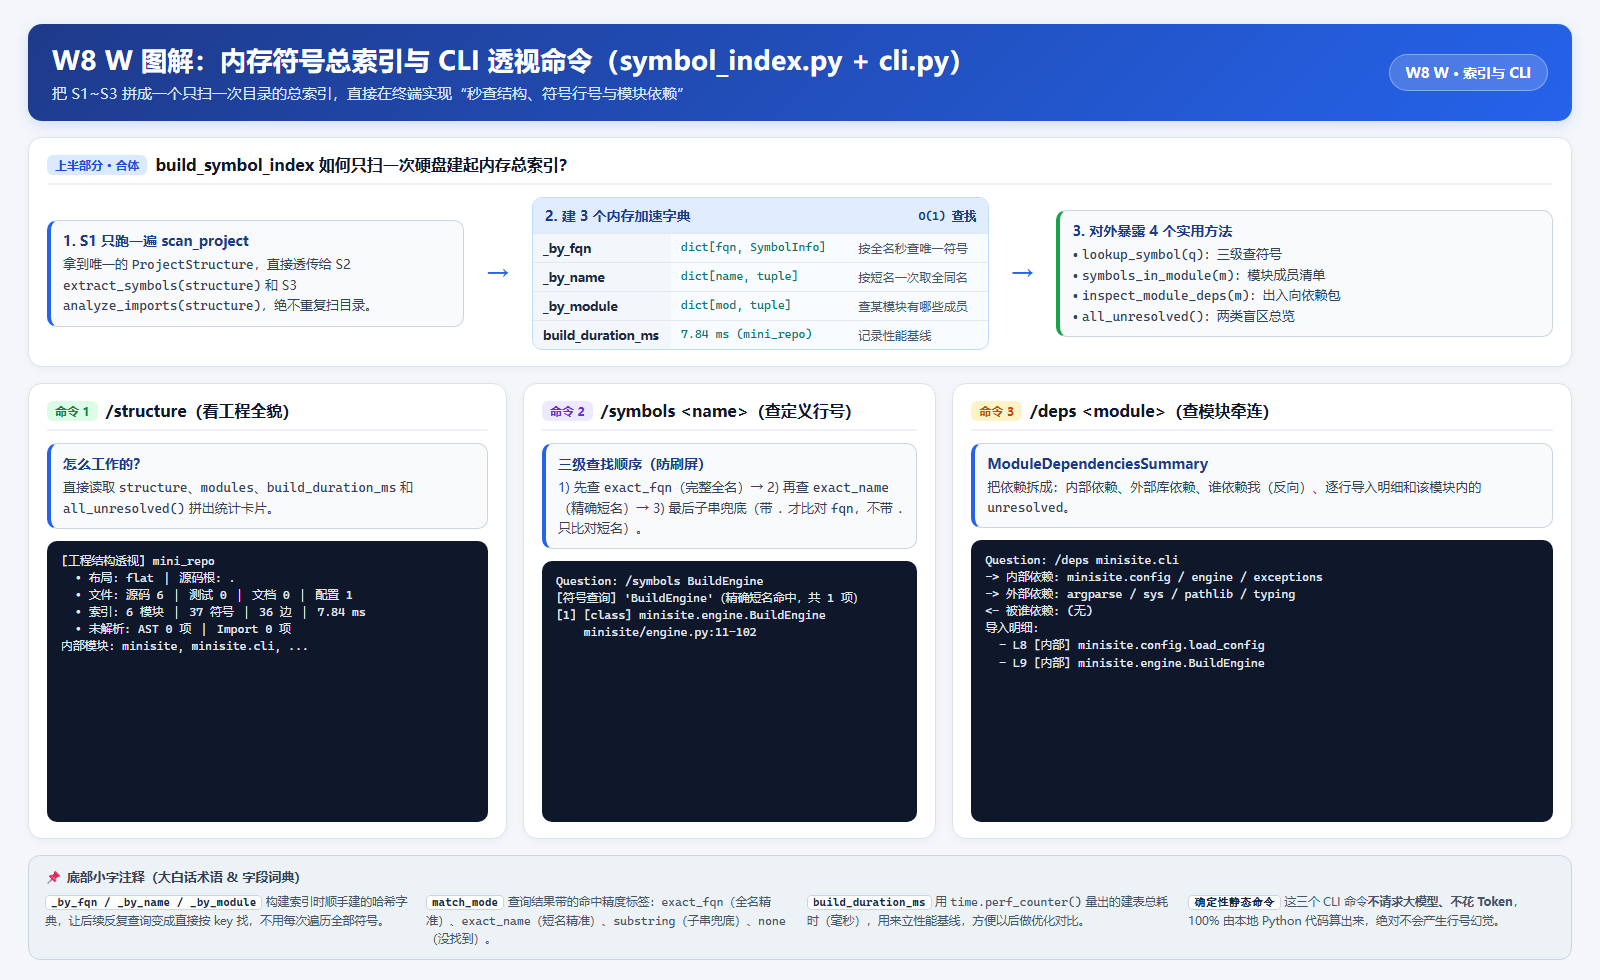 W8 W 图解：内存符号总索引与 CLI 透视命令（symbol_index.py + cli.py）
把 S1~S3 拼成一个只扫一次目录的总索引，直接在终端实现“秒查结构、符号行号与模块依赖”
W8 W • 索引与 CLI
上半部分 • 合体 build_symbol_index 如何只扫一次硬盘建起内存总索引？
1. S1 只跑一遍 scan_project
拿到唯一的 ProjectStructure，直接透传给 S2
extract_symbols(structure) 和 S3
analyze_imports(structure)，绝不重复扫目录。
→
2. 建 3 个内存加速字典 O(1) 查找
_by_fqn dict[fqn, SymbolInfo] 按全名秒查唯一符号
_by_name dict[name, tuple] 按短名一次取全同名
_by_module dict[mod, tuple] 查某模块有哪些成员
build_duration_ms 7.84 ms (mini_repo) 记录性能基线
→
3. 对外暴露 4 个实用方法
• lookup_symbol(q): 三级查符号
• symbols_in_module(m): 模块成员清单
• inspect_module_deps(m): 出入向依赖包
• all_unresolved(): 两类盲区总览
命令 1 /structure（看工程全貌）
怎么工作的？
直接读取 structure、modules、build_duration_ms 和
all_unresolved() 拼出统计卡片。
[工程结构透视] mini_repo
• 布局: flat | 源码根: .
• 文件: 源码 6 | 测试 0 | 文档 0 | 配置 1
• 索引: 6 模块 | 37 符号 | 36 边 | 7.84 ms
• 未解析: AST 0 项 | Import 0 项
内部模块: minisite, minisite.cli, ...
命令 2 /symbols <name>（查定义行号）
三级查找顺序（防刷屏）
1) 先查 exact_fqn（完整全名）→ 2) 再查 exact_name
（精确短名）→ 3) 最后子串兜底（带 . 才比对 fqn，不带 .
只比对短名）。
Question: /symbols BuildEngine
[符号查询] 'BuildEngine'（精确短名命中，共 1 项）
[1] [class] minisite.engine.BuildEngine
minisite/engine.py:11-102
命令 3 /deps <module>（查模块牵连）
ModuleDependenciesSummary
把依赖拆成：内部依赖、外部库依赖、谁依赖我（反向）、逐行导入明细和该模块内的
unresolved。
Question: /deps minisite.cli
-> 内部依赖: minisite.config / engine / exceptions
-> 外部依赖: argparse / sys / pathlib / typing
<- 被谁依赖: (无)
导入明细:
- L8 [内部] minisite.config.load_config
- L9 [内部] minisite.engine.BuildEngine
📌 底部小字注释（大白话术语 & 字段词典）
_by_fqn / _by_name / _by_module 构建索引时顺手建的哈希字
典，让后续反复查询变成直接按 key 找，不用每次遍历全部符号。
match_mode 查询结果带的命中精度标签：exact_fqn（全名精
准）、exact_name（短名精准）、substring（子串兜底）、none
（没找到）。
build_duration_ms 用 time.perf_counter() 量出的建表总耗
时（毫秒），用来立性能基线，方便以后做优化对比。
确定性静态命令 这三个 CLI 命令不请求大模型、不花 Token，
100% 由本地 Python 代码算出来，绝对不会产生行号幻觉。